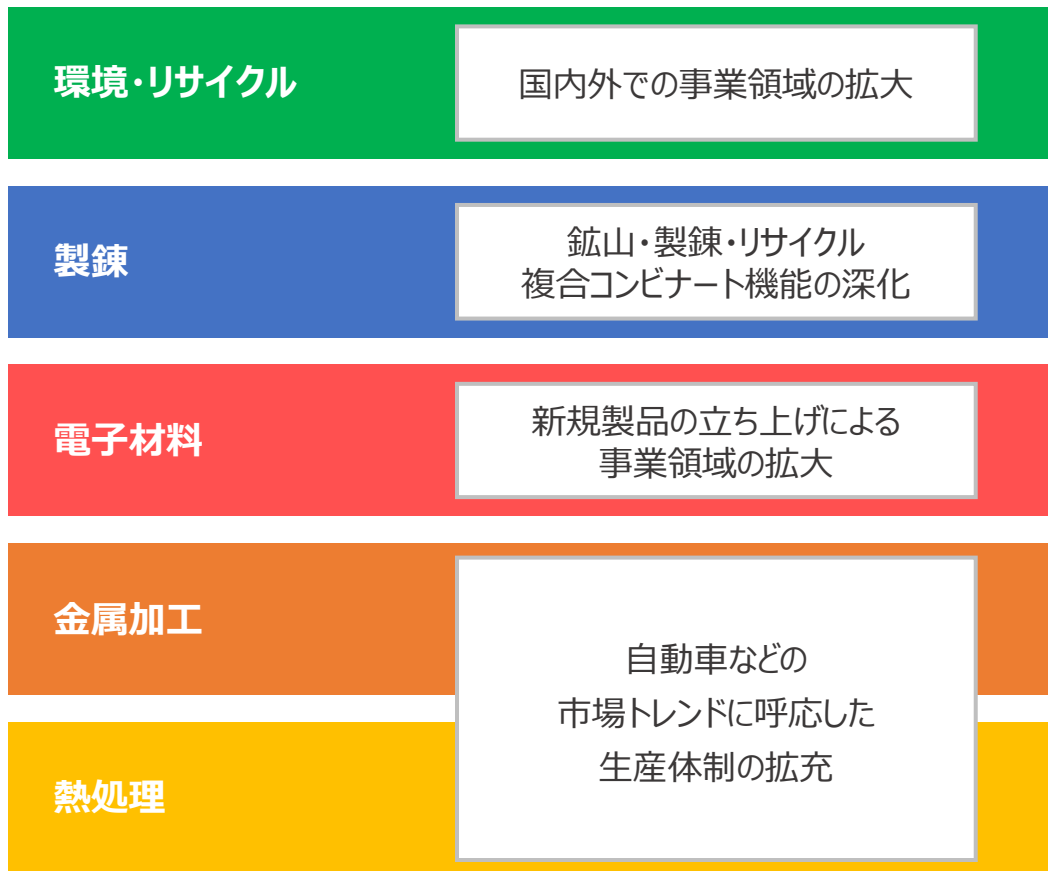 環境・リサイクル
国内外での事業領域の拡大
製錬
鉱山・製錬・リサイクル
複合コンビナート機能の深化
電子材料
新規製品の立ち上げによる
事業領域の拡大
金属加工
自動車などの
市場トレンドに呼応した
生産体制の拡充
熱処理